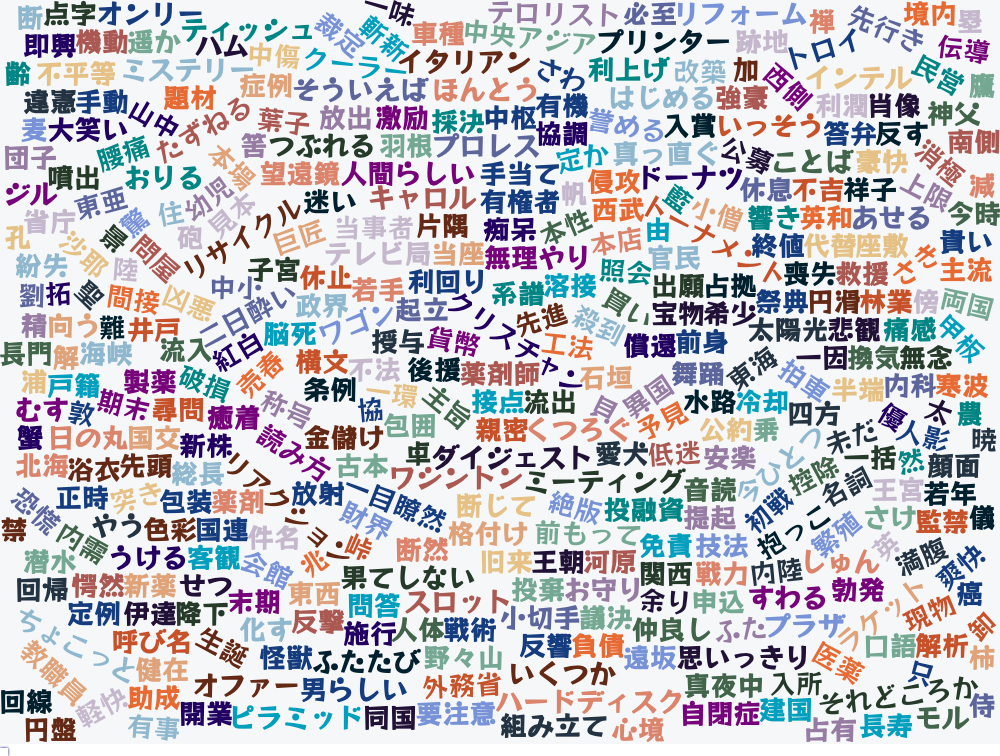 断 点字 オンリー ティッシュ 裁定 一味 斬新 車種 テロリスト 必至 リフォーム 禅 先行き 境内 塁
即興 機動 遥か ハム 中傷 クーラー イタリアン 中央アジア プリンター 跡地 トロイ 伝導
齢 不平等 ミステリー 症例 そういえば ほんとう さわ 利上げ 改築 加 西側 インテル 民営 鷹
違憲 手動 山中 題材 たずねる 葉子 放出 激励 採決 中枢 有機 はじめる 強豪 利潤 肖像 神父
麦 大笑い 腰痛 本領 筈 つぶれる 羽根 プロレス 協調 誉める 入賞 いっそう 答弁 反す 南側
団子 噴出 おりる 幼児 望遠鏡 人間らしい 手当て 定か 真っ直ぐ 公募 ことば 豪快 消極
ジル 東亜 住 見本 リサイクル 迷い キャロル 有権者 帆 侵攻 ドーナツ 休息 不吉 祥子 上限 減
省庁 驚 砲 巨匠 当事者 片隅 痴呆 本性 西武 トーナメント 藍 小僧 響き 英和 あせる 今時
孔 沙耶 景 問屋 テレビ局 当座 無理やり 本店 由 官民 終値 代替 座敷 貴い
紛失 陸 中小 子宮 休止 若手 利回り 系譜 溶接 照会 出願 占拠 喪失 救援 さき 主流
劉 拓 聖 間接 凶悪 二日酔い 政界 起立 クリスチャン 先進 殺到 買い 宝物 希少 祭典 円滑 林業 傍 両国
精 向う 難 井戸 紅白 脳死 ワゴン 授与 貨幣 工法 償還 前身 太陽光 悲観 痛感 甲板
長門 解 海峡 流入 売春 構文 不法 後援 薬剤師 石垣 舞踊 東海 一因 換気 無念
浦 戸籍 製薬 破損 条例 一環 主旨 接点 流出 貝 異国 水路 冷却 拍車 半端 内科 寒波
むす 敦 期末 尋問 癒着 称号 協 包囲 親密 くつろぐ 予見 公約 乗 四方 優 人影 太 農
蟹 日の丸 国交 新株 読み方 金儲け 卓 ダイジェスト 愛犬 低迷 安楽 今ひとつ 未だ 一括 然 暁
北海 浴衣 先頭 総長 リアクション 古本 ワシントン ミーティング 音読 控除 顔面
恐慌 正時 突き 包装 薬剤 放射 一目瞭然 断じて 絶版 投融資 提起 初戦 名詞 王宮 若年
禁 内需 やう 色彩 国連 件名 財界 格付け 前もって 抱っこ 繁殖 さけ 監禁 儀
潜水 うける 客観 会館 兆 峠 断然 旧来 王朝 河原 免責 技法 しゅん 英 満腹 爽快
回帰 愕然 新薬 せつ 末期 東西 果てしない 投棄 お守り 関西 戦力 内陸 すわる 勃発 癌
定例 伊達 降下 反撃 問答 スロット 小切手 議決 余り 申込 ラケット 現物 卸
ちょこっと 呼び名 生誕 化す 施行 人体 戦術 反響 負債 仲良し ふた プラザ 口語 解析 柿
教職員 健在 怪獣 ふたたび 野々山 いくつか 遠坂 思いっきり 医薬 只
回線 軽快 助成 オファー 男らしい 外務省 ハードディスク 真夜中 入所 それどころか 侍
円盤 有事 開業 ピラミッド 同国 要注意 組み立て 心境 自閉症 建国 占有 長寿 モル